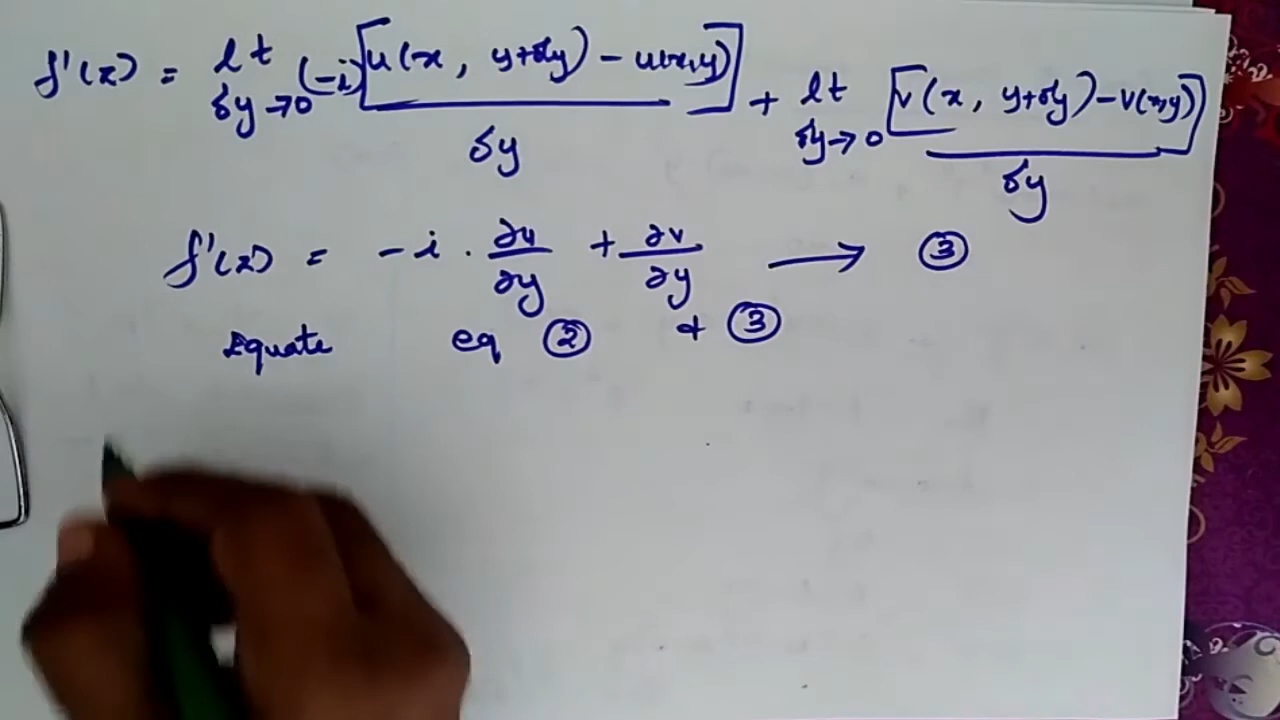 f'(z) = lt δy→0 (-i) [u(x, y+δy) - u(x,y)] / δy + lt δy→0 [v(x, y+δy) - v(x,y)] / δy
f'(z) = -i . ∂u/∂y + ∂v/∂y → ③
Equate eq ② & ③